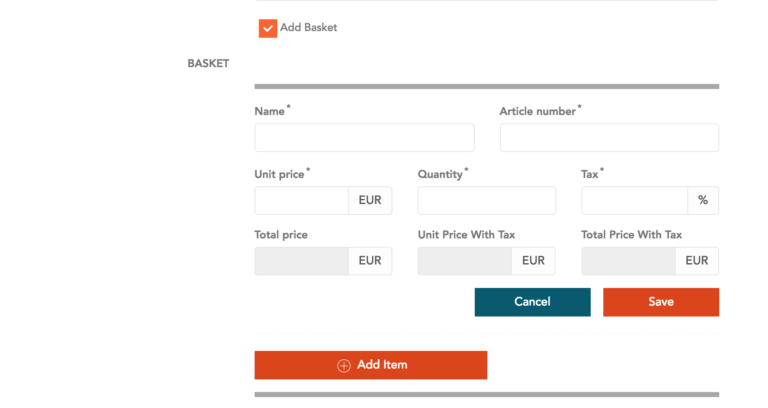 Add Basket
BASKET
Name* Article number*
Unit price* Quantity* Tax*
EUR %
Total price Unit Price With Tax Total Price With Tax
EUR EUR EUR
Cancel Save
Add Item